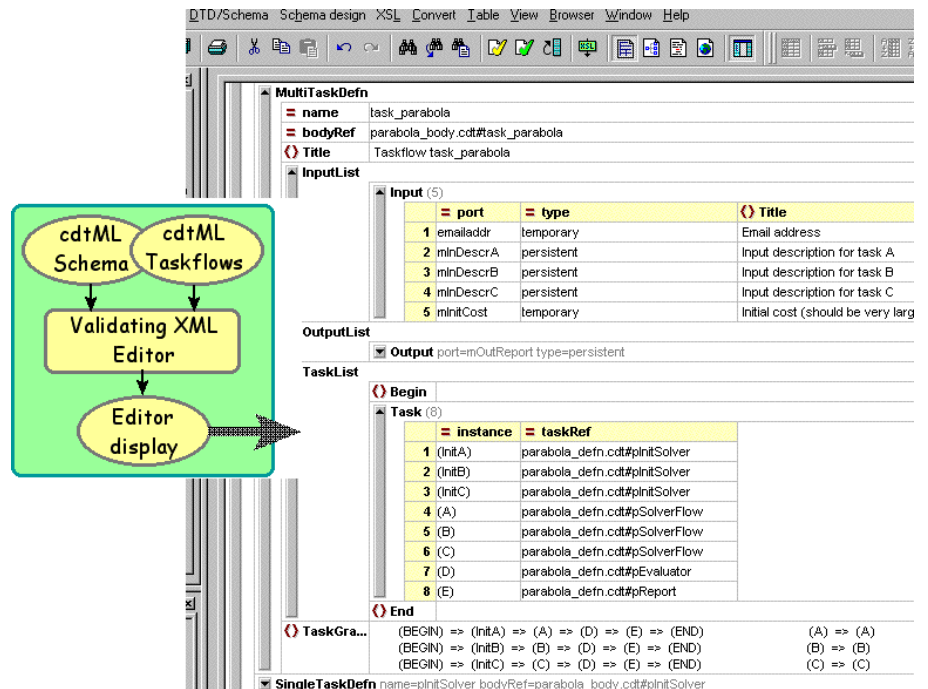 DTD/Schema Schema design XSL Convert Table View Browser Window Help
XSL
MultiTaskDefn
= name task_parabola
= bodyRef parabola_body.cdt#task_parabola
() Title Taskflow task_parabola
InputList
Input (5)
= port = type () Title
1 emailaddr temporary Email address
2 mInDescrA persistent Input description for task A
3 mInDescrB persistent Input description for task B
4 mInDescrC persistent Input description for task C
5 mInitCost temporary Initial cost (should be very larg
OutputList
Output port=mOutReport type=persistent
TaskList
() Begin
Task (8)
= instance = taskRef
1 (InitA) parabola_defn.cdt#pInitSolver
2 (InitB) parabola_defn.cdt#pInitSolver
3 (InitC) parabola_defn.cdt#pInitSolver
4 (A) parabola_defn.cdt#pSolverFlow
5 (B) parabola_defn.cdt#pSolverFlow
6 (C) parabola_defn.cdt#pSolverFlow
7 (D) parabola_defn.cdt#pEvaluator
8 (E) parabola_defn.cdt#pReport
() End
() TaskGra... (BEGIN) => (InitA) => (A) => (D) => (E) => (END) (A) => (A)
(BEGIN) => (InitB) => (B) => (D) => (E) => (END) (B) => (B)
(BEGIN) => (InitC) => (C) => (D) => (E) => (END) (C) => (C)
SingleTaskDefn name=pInitSolver bodyRef=parabola_body.cdt#pInitSolver
cdtML
Schema
cdtML
Taskflows
Validating XML
Editor
Editor
display